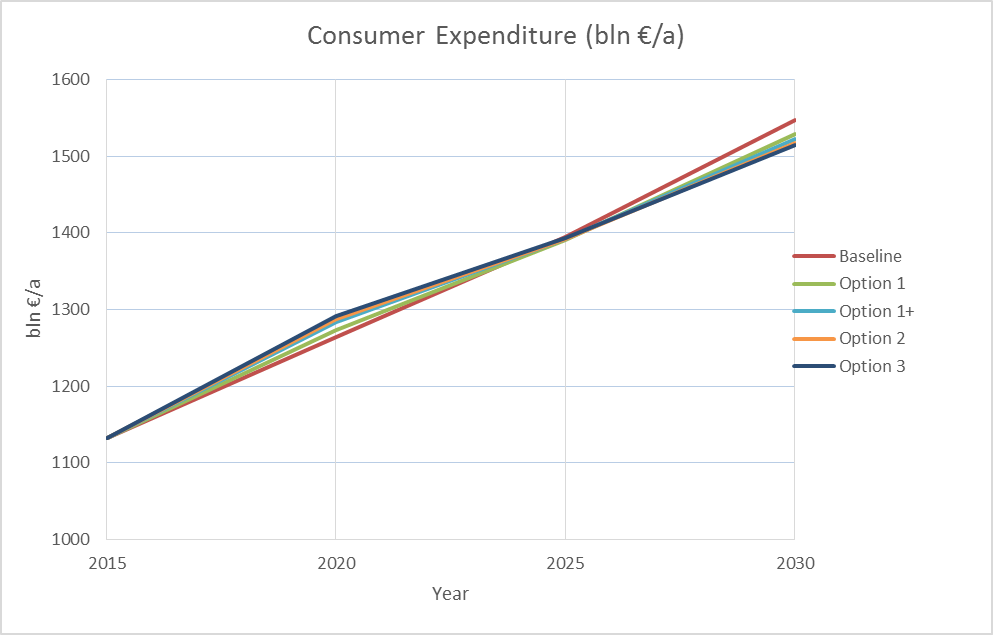 Consumer Expenditure (bln €/a)
1600
1500
1400
1300
1200
1100
1000
bln €/a
2015 2020 2025 2030
Year
Baseline
Option 1
Option 1+
Option 2
Option 3